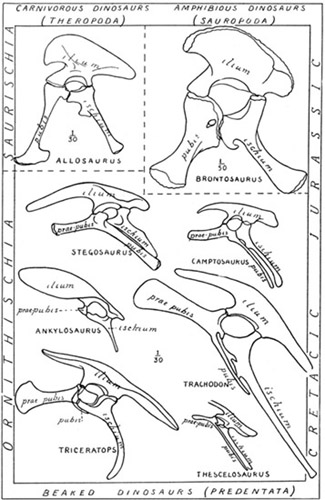 CARNIVOROUS DINOSAURS
(THEROPODA)
AMPHIBIOUS DINOSAURS
(SAUROPODA)
SAURISCHIA
ORNITHISCHIA
JURASSIC
CRETACIC
ilium
pubis
ischium
1/30
ALLOSAURUS
ilium
pubis
ischium
1/30
BRONTOSAURUS
ilium
prae-pubis
ischium
pubis
STEGOSAURUS
ilium
prae-pubis
ischium
pubis
CAMPTOSAURUS
ilium
praepubis
ischium
ANKYLOSAURUS
1/30
ilium
prae pubis
pubis
ischium
TRACHODON
ilium
prae-pubis
pubis
ischium
TRICERATOPS
ilium
prae-pubis
ischium
pubis
THESCELOSAURUS
BEAKED DINOSAURS (PREDENTATA)